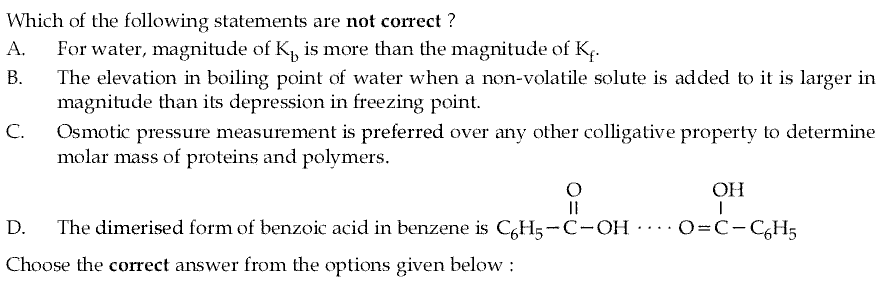 Which of the following statements are not correct ?
A. For water, magnitude of K_b is more than the magnitude of K_f.
B. The elevation in boiling point of water when a non-volatile solute is added to it is larger in
magnitude than its depression in freezing point.
C. Osmotic pressure measurement is preferred over any other colligative property to determine
molar mass of proteins and polymers.
O OH
|| |
D. The dimerised form of benzoic acid in benzene is C₆H₅–C–OH ···· O=C–C₆H₅
Choose the correct answer from the options given below :